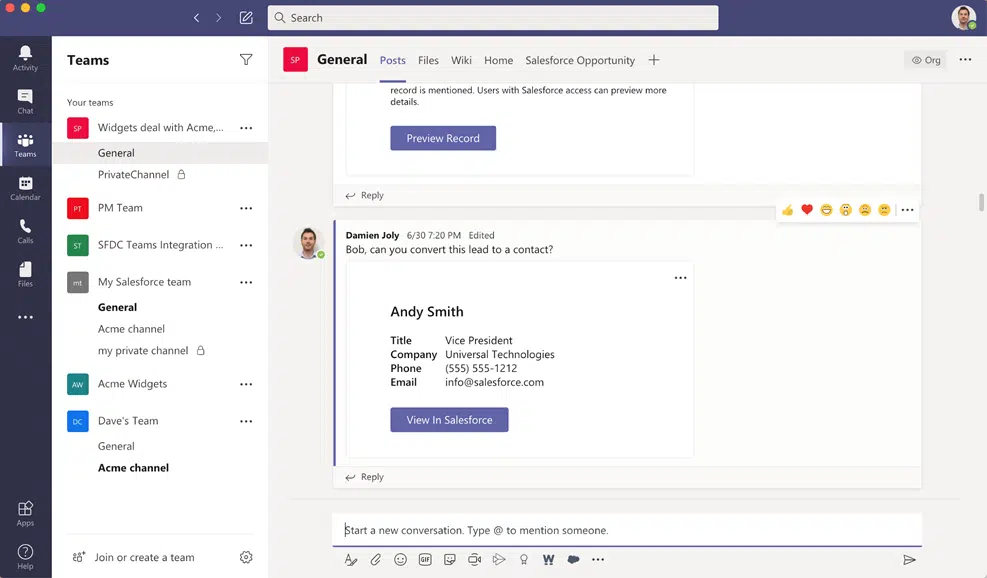 Search
Activity
Chat
Teams
Calendar
Calls
Files
Apps
Help
Teams
Your teams
SP Widgets deal with Acme,...
General
PrivateChannel
PT PM Team
ST SFDC Teams Integration ...
mt My Salesforce team
General
Acme channel
my private channel
AW Acme Widgets
DC Dave's Team
General
Acme channel
Join or create a team
SP General Posts Files Wiki Home Salesforce Opportunity Org
record is mentioned. Users with Salesforce access can preview more
details.
Preview Record
Reply
Damien Joly 6/30 7:20 PM Edited
Bob, can you convert this lead to a contact?
Andy Smith
Title Vice President
Company Universal Technologies
Phone (555) 555-1212
Email info@salesforce.com
View In Salesforce
Reply
Start a new conversation. Type @ to mention someone.
GIF W